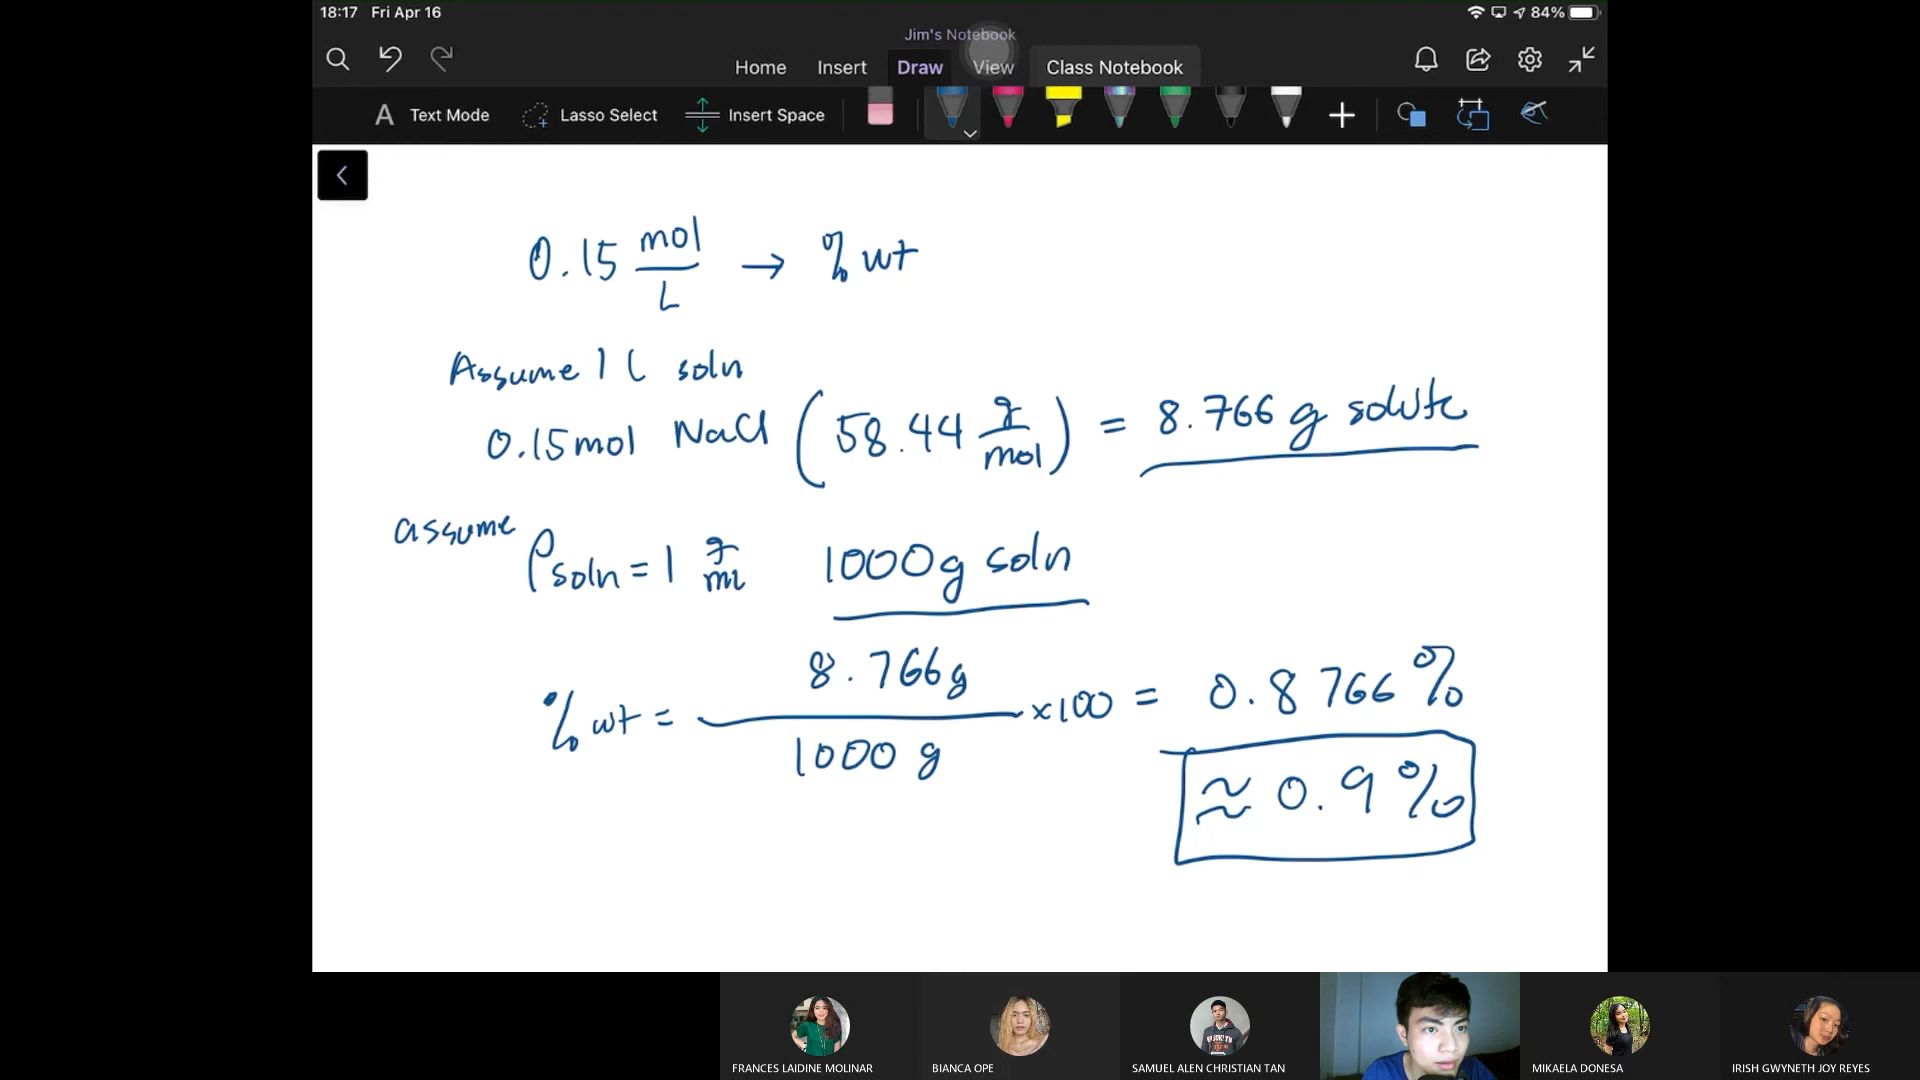 18:17 Fri Apr 16
84%
Jim's Notebook
Home Insert Draw View Class Notebook
A Text Mode Lasso Select Insert Space
0.15 mol/L → % wt
Assume 1 L soln
0.15 mol NaCl (58.44 g/mol) = 8.766 g solute
assume ρsoln = 1 g/ml 1000g soln
% wt = 8.766g/1000 g x100 = 0.8766%
≈ 0.9%
FRANCES LAIDINE MOLINAR BIANCA OPE SAMUEL ALEN CHRISTIAN TAN MIKAELA DONESA IRISH GWYNETH JOY REYES